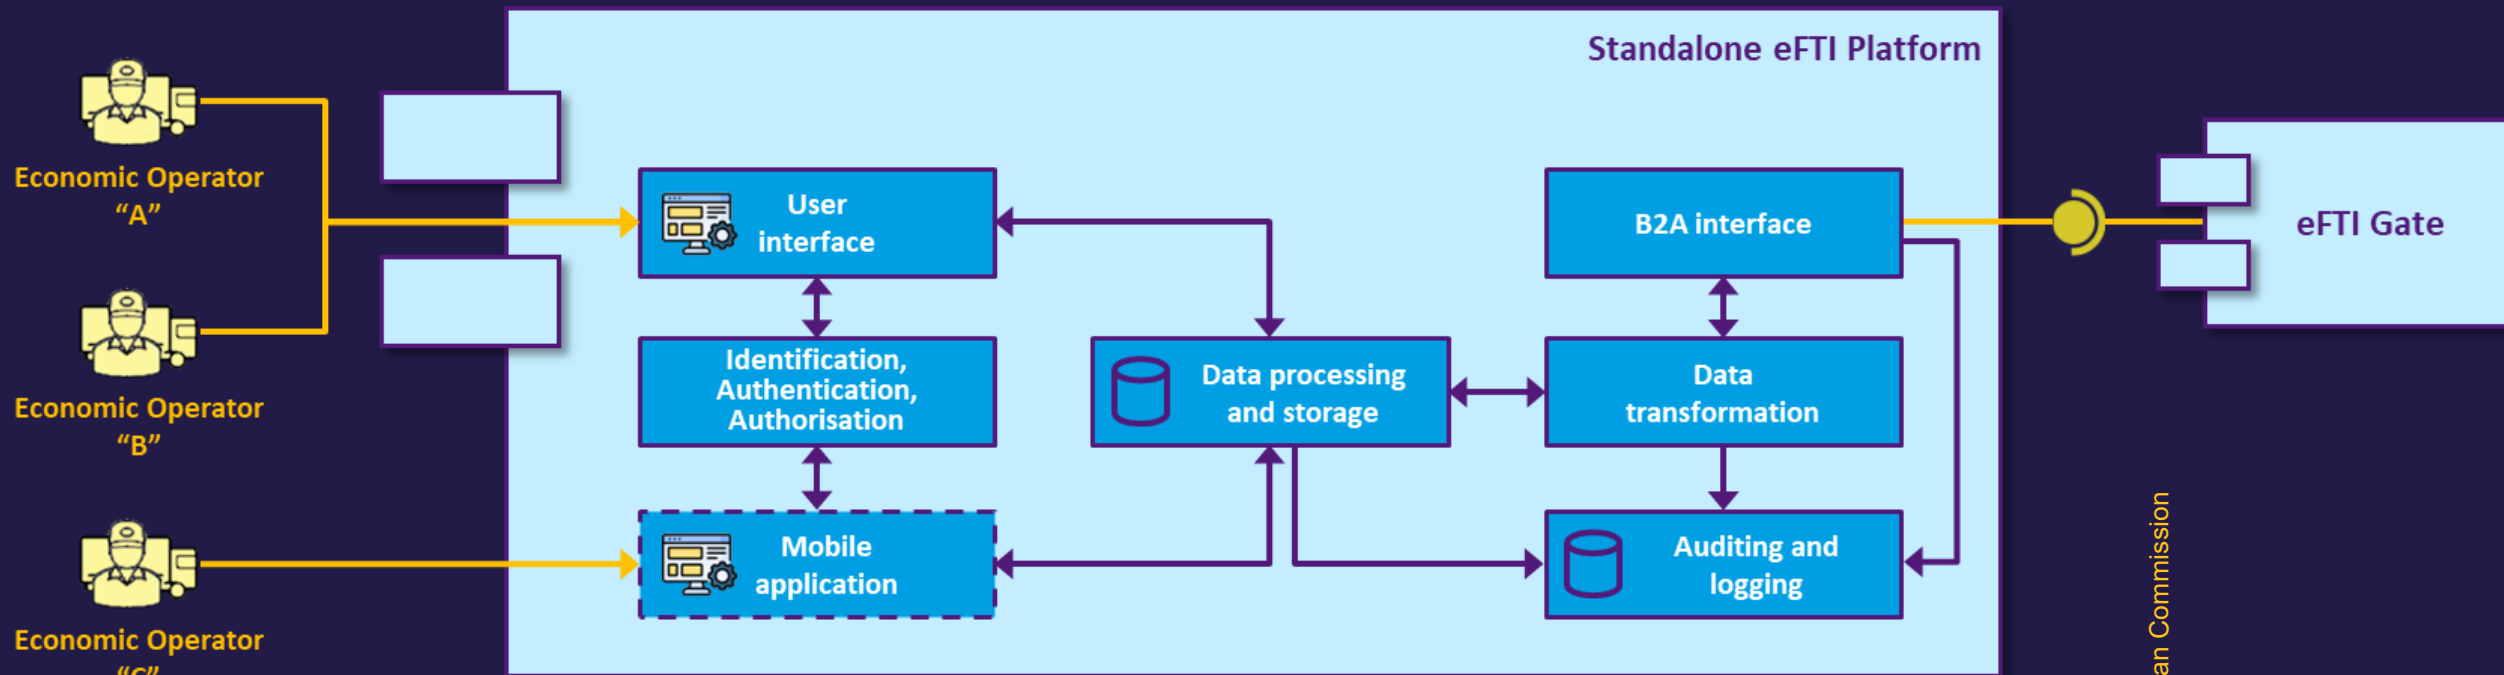 Standalone eFTI Platform
Economic Operator
“A”
User
interface
B2A interface
eFTI Gate
Identification,
Authentication,
Authorisation
Data processing
and storage
Data
transformation
Economic Operator
“B”
Mobile
application
Auditing and
logging
Economic Operator
“C”
an Commission